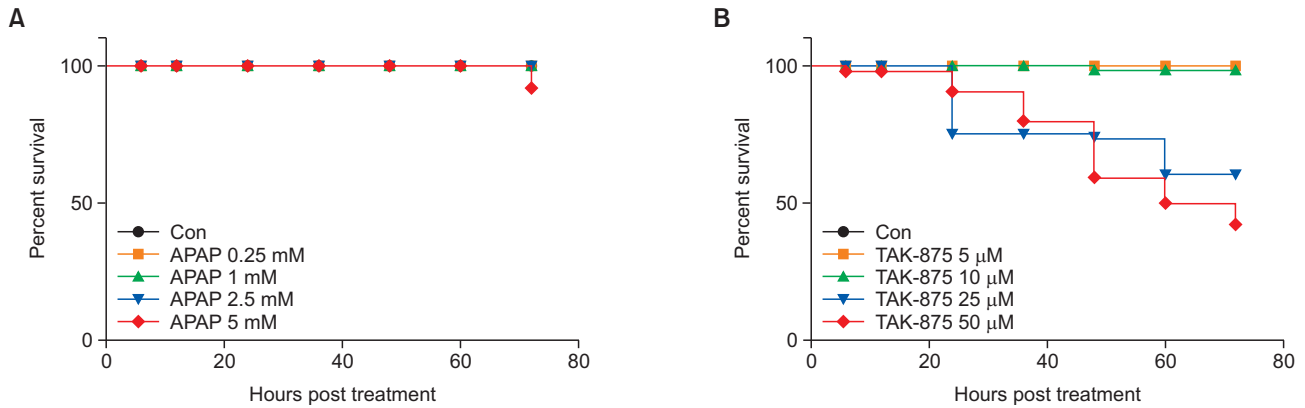 A
Percent survival
100
50
0
Con
APAP 0.25 mM
APAP 1 mM
APAP 2.5 mM
APAP 5 mM
0 20 40 60 80
Hours post treatment
B
Percent survival
100
50
0
Con
TAK-875 5 μM
TAK-875 10 μM
TAK-875 25 μM
TAK-875 50 μM
0 20 40 60 80
Hours post treatment